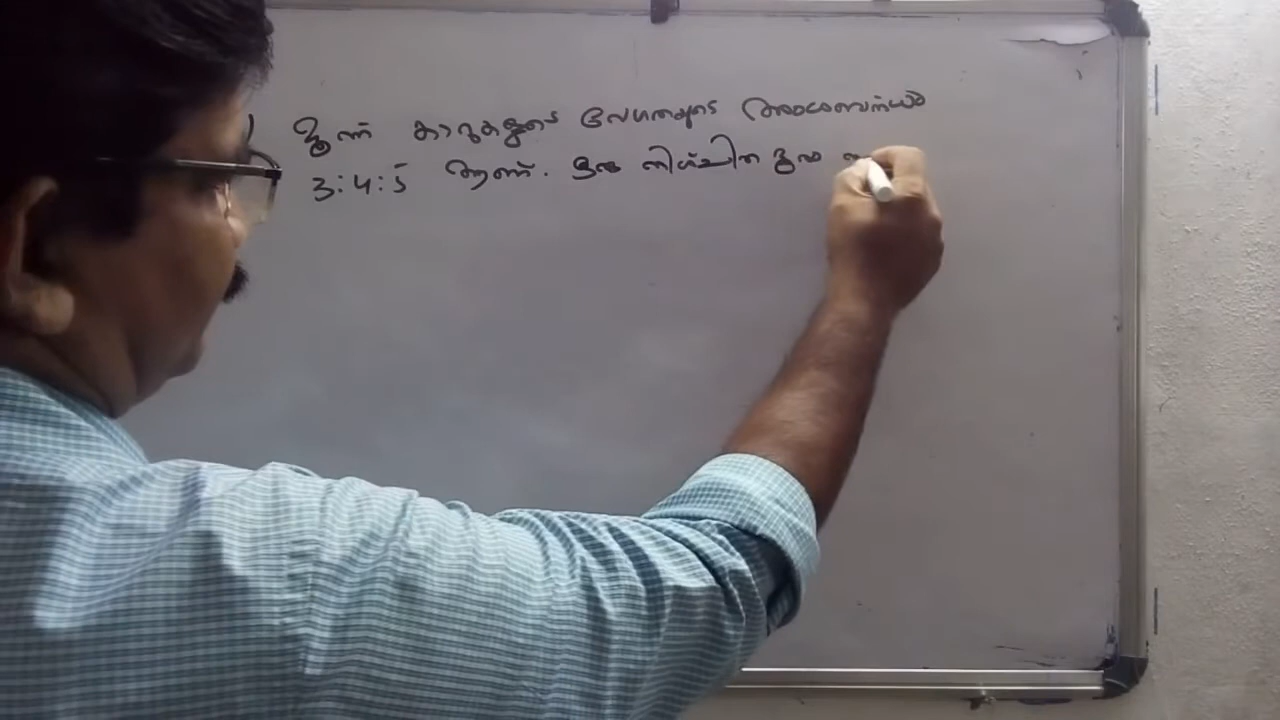 മൂന്ന് കാറുകളുടെ വേഗതയുടെ അംശബന്ധം
3:4:5 ആണ്. ഒരു നിശ്ചിത ദൂരം